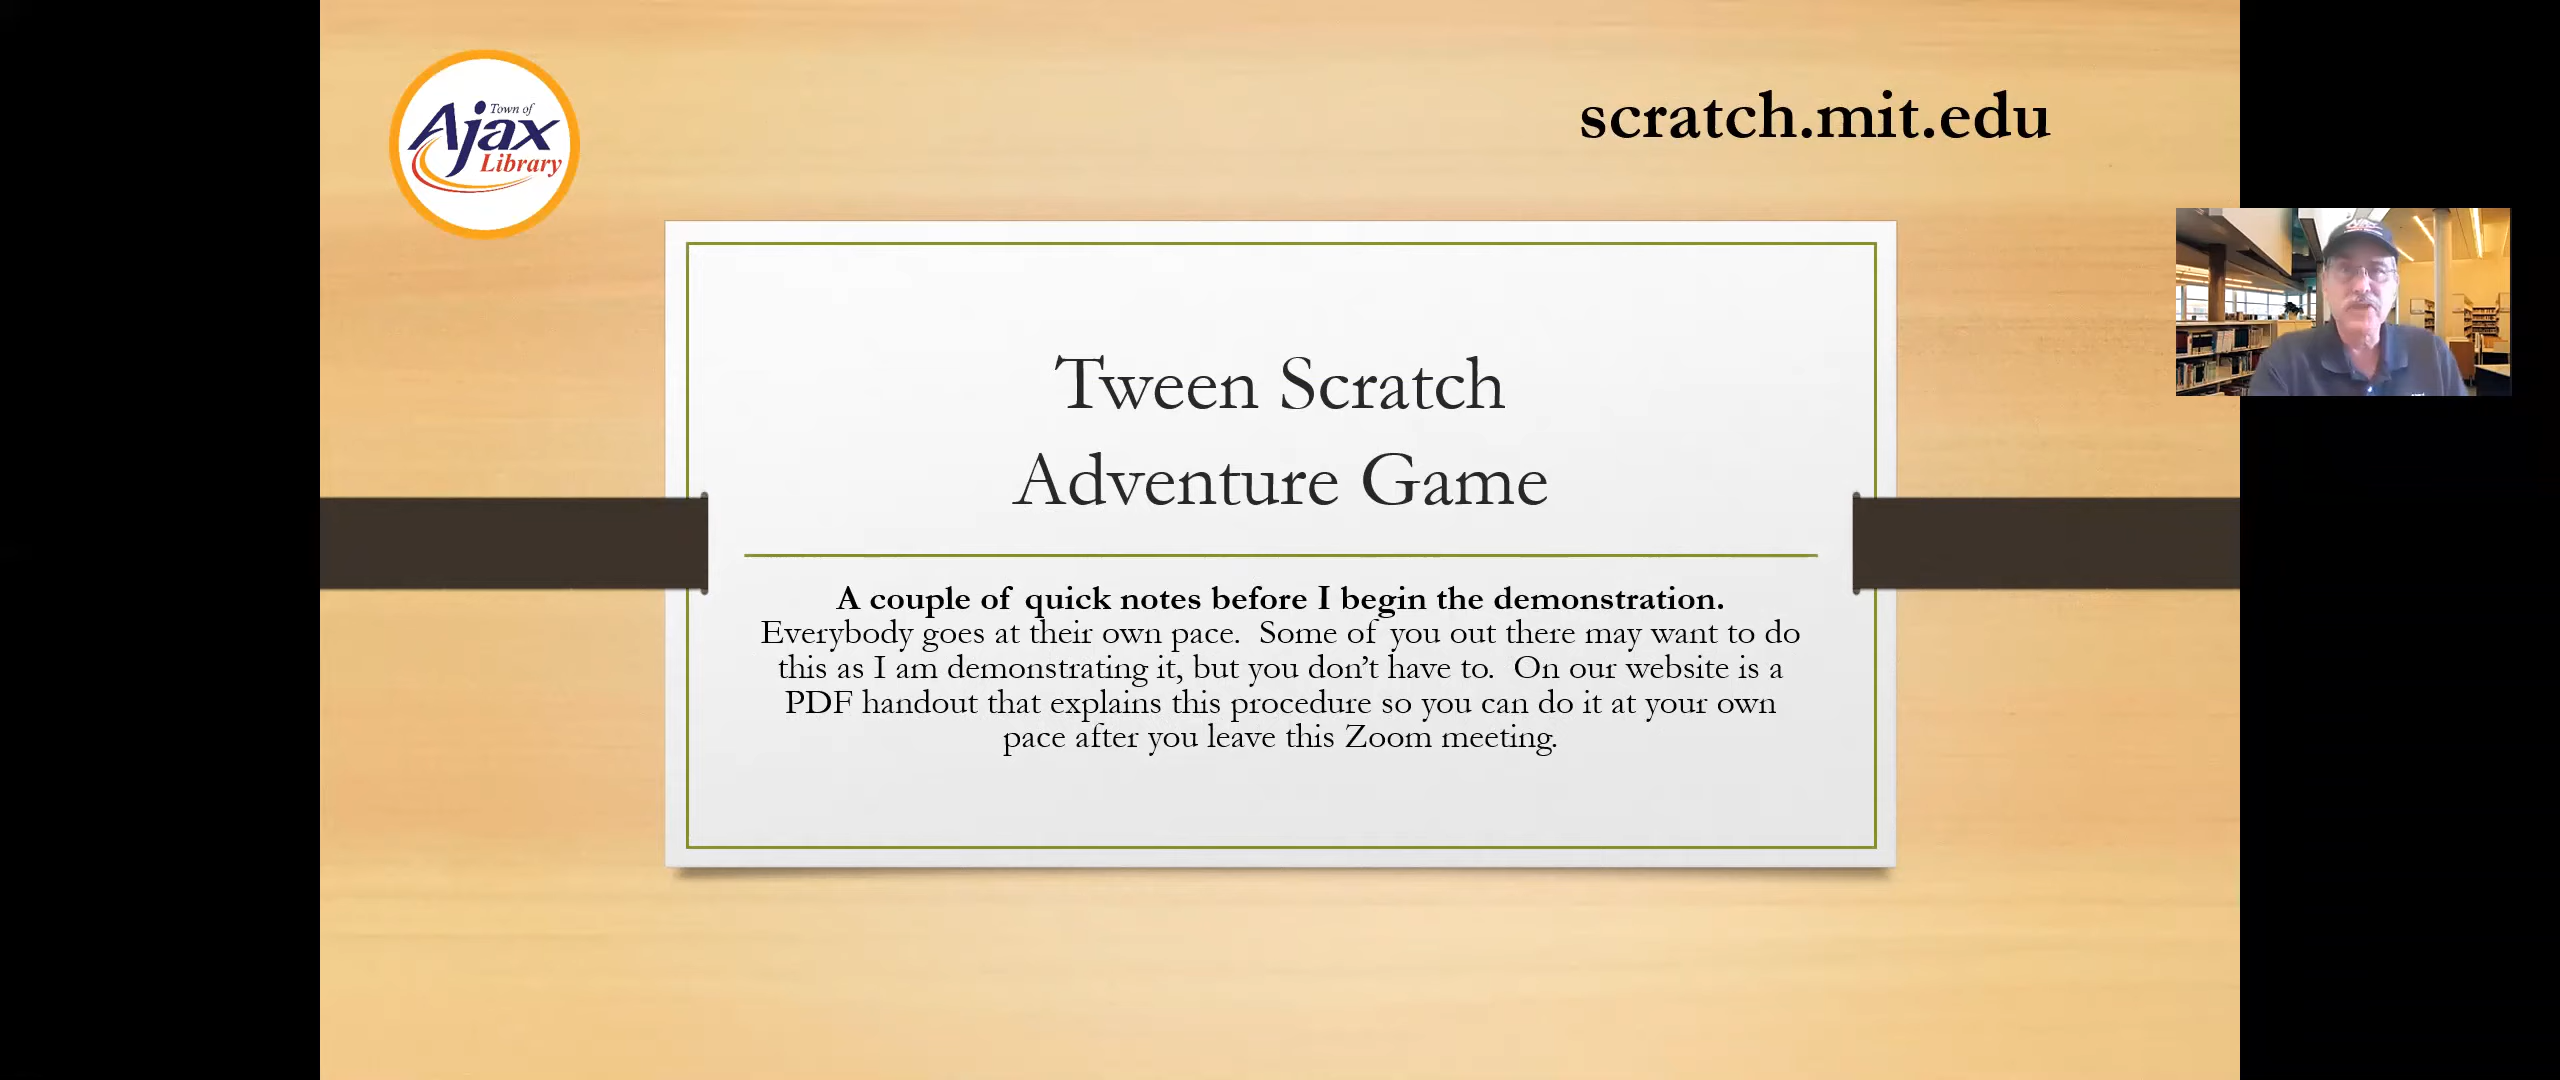 Town of
Ajax
Library
scratch.mit.edu
Tween Scratch
Adventure Game
A couple of quick notes before I begin the demonstration.
Everybody goes at their own pace.  Some of you out there may want to do
this as I am demonstrating it, but you don’t have to.  On our website is a
PDF handout that explains this procedure so you can do it at your own
pace after you leave this Zoom meeting.